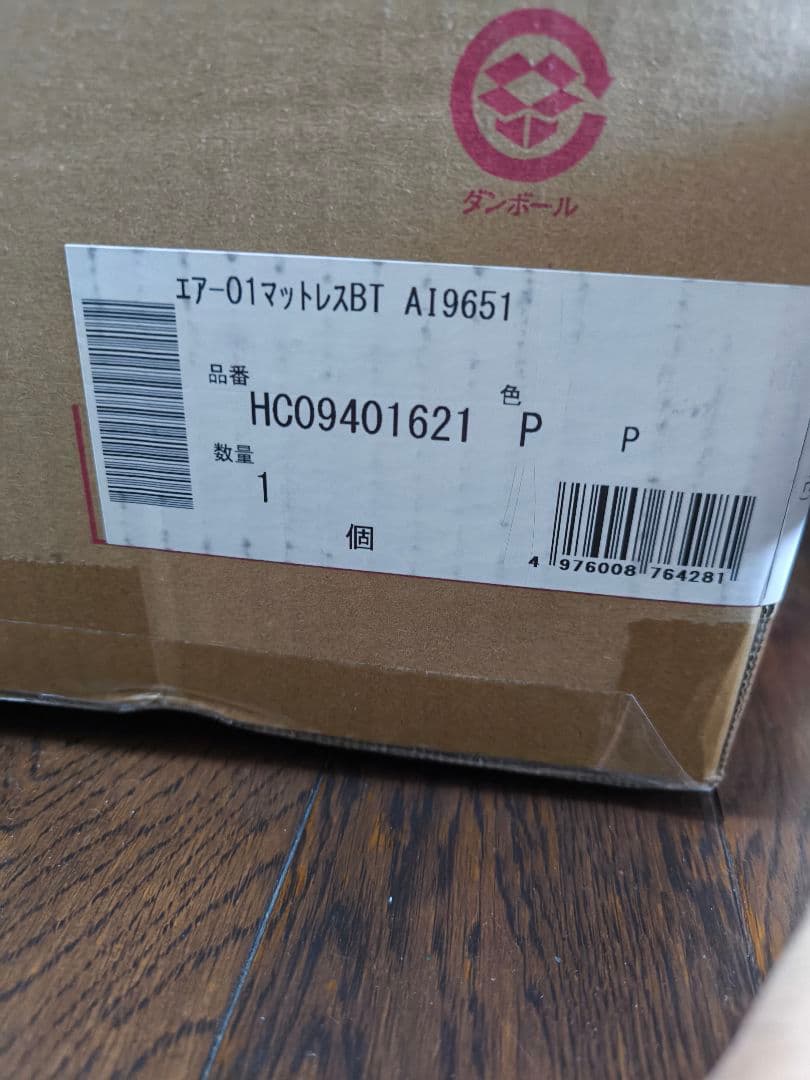 ダンボール
ｴｱｰ01マットレスBT AI9651
品番
HC09401621
色
P P
数量
1
個
4 976008 764281